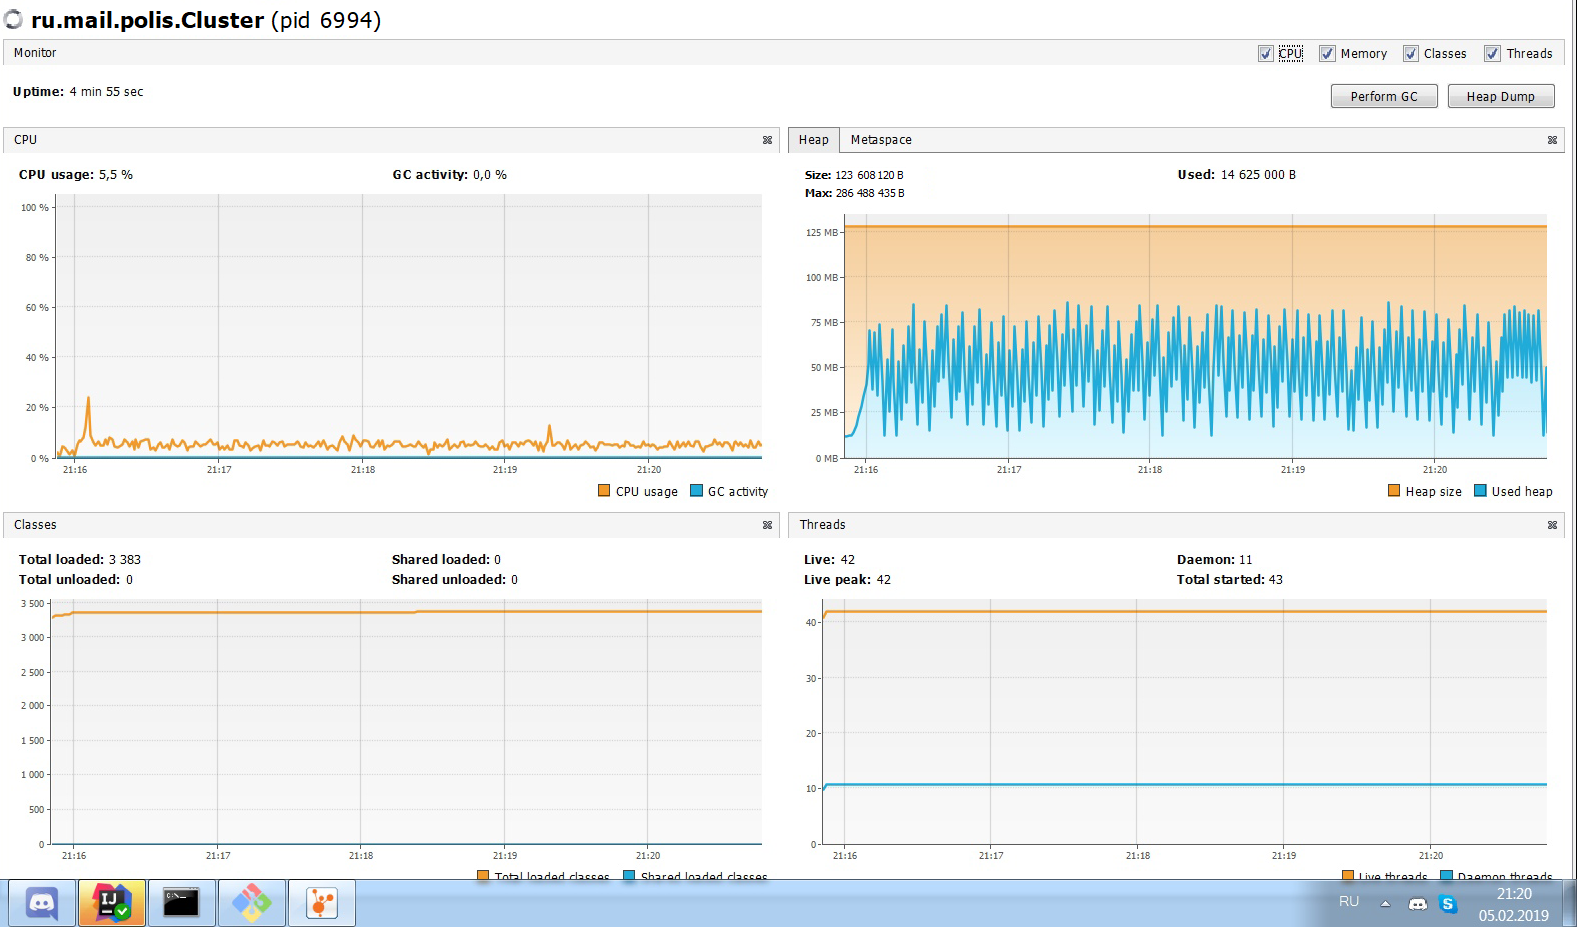 ru.mail.polis.Cluster (pid 6994)
Monitor
CPU Memory Classes Threads
Uptime: 4 min 55 sec
Perform GC Heap Dump
CPU
CPU usage: 5,5 % GC activity: 0,0 %
100 %
80 %
60 %
40 %
20 %
0 %
21:16 21:17 21:18 21:19 21:20
CPU usage GC activity
Heap Metaspace
Size: 123 608 120 B Used: 14 625 000 B
Max: 286 488 435 B
125 MB
100 MB
75 MB
50 MB
25 MB
0 MB
21:16 21:17 21:18 21:19 21:20
Heap size Used heap
Classes
Total loaded: 3 383 Shared loaded: 0
Total unloaded: 0 Shared unloaded: 0
3 500
3 000
2 500
2 000
1 500
1 000
500
0
21:16 21:17 21:18 21:19 21:20
Total loaded classes Shared loaded classes
Threads
Live: 42 Daemon: 11
Live peak: 42 Total started: 43
40
30
20
10
0
21:16 21:17 21:18 21:19 21:20
Live threads Daemon threads
IJ
C:\_
RU
S
21:20
05.02.2019